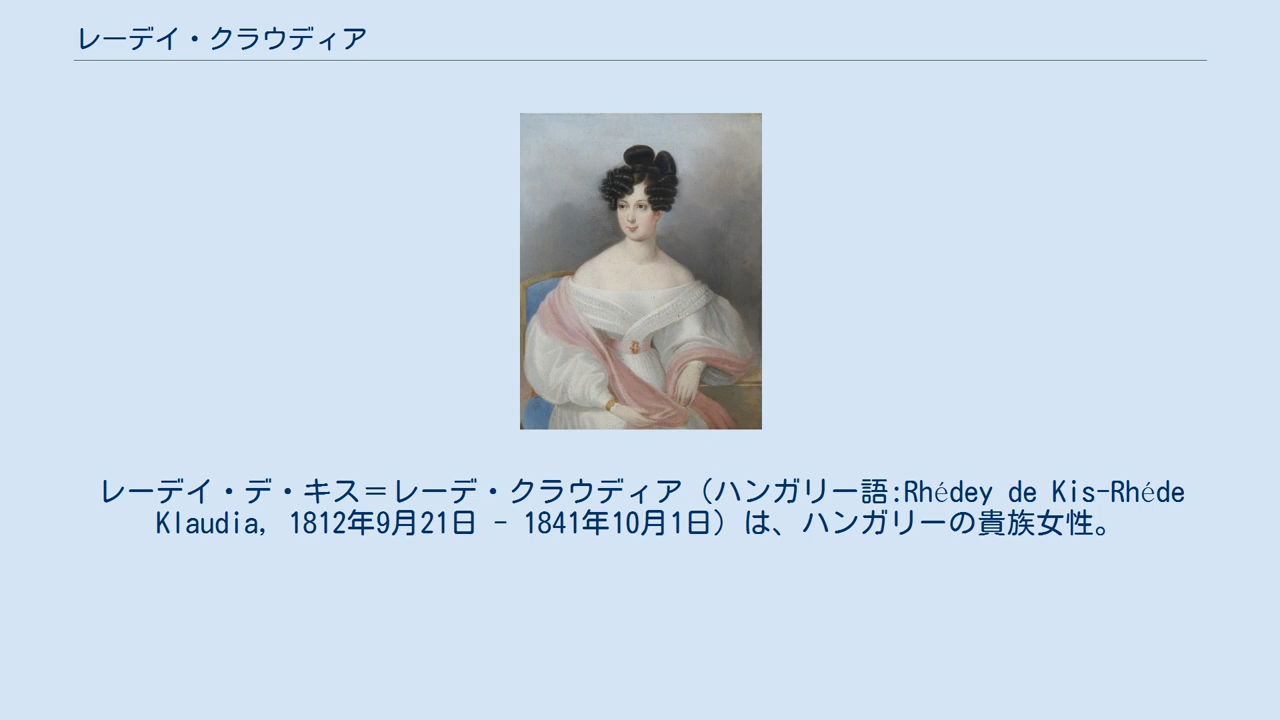 レーデイ・クラウディア
レーデイ・デ・キス＝レーデ・クラウディア（ハンガリー語:Rhédey de Kis-Rhéde
Klaudia, 1812年9月21日 - 1841年10月1日）は、ハンガリーの貴族女性。